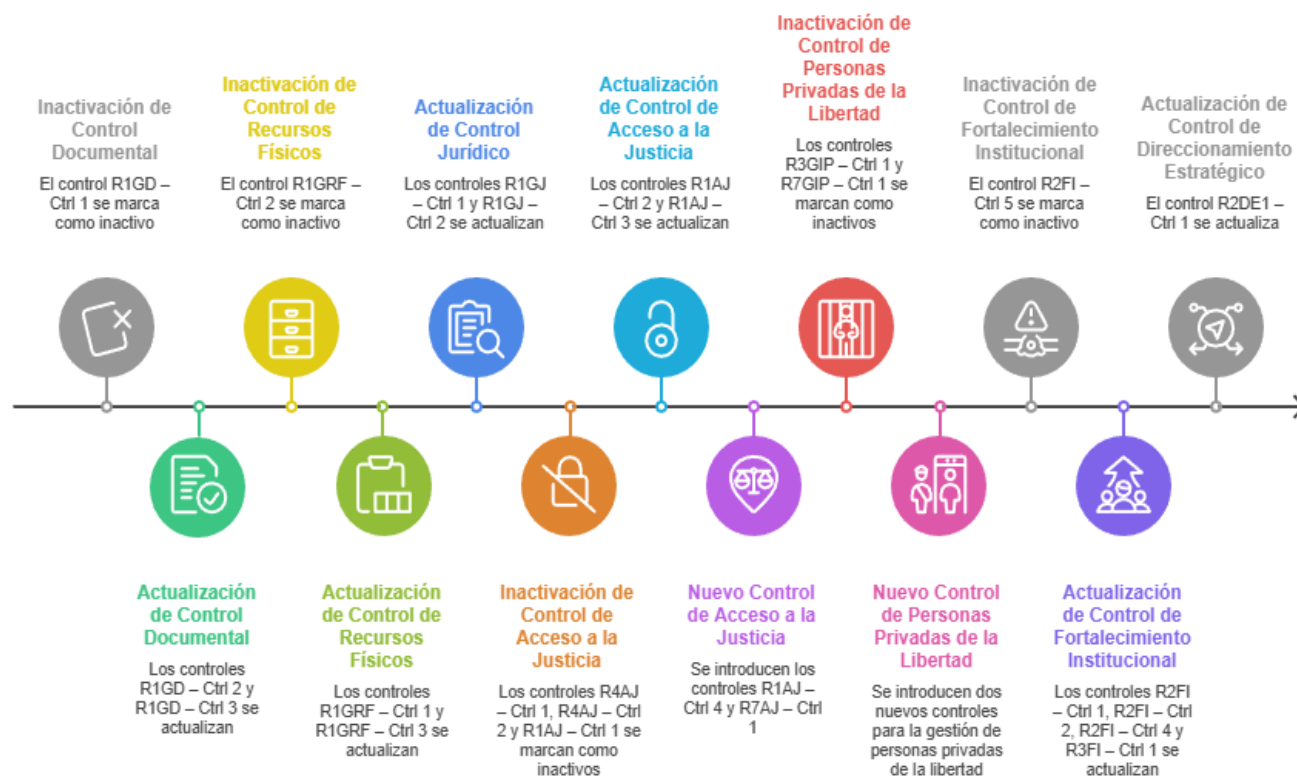 Inactivación de
Control
Documental
El control R1GD –
Ctrl 1 se marca
como inactivo
Inactivación de
Control de
Recursos
Físicos
El control R1GRF –
Ctrl 2 se marca
como inactivo
Actualización
de Control
Jurídico
Los controles R1GJ
– Ctrl 1 y R1GJ –
Ctrl 2 se actualizan
Actualización
de Control de
Acceso a la
Justicia
Los controles R1AJ
– Ctrl 2 y R1AJ –
Ctrl 3 se actualizan
Inactivación de
Control de
Personas
Privadas de la
Libertad
Los controles
R3GIP – Ctrl 1 y
R7GIP – Ctrl 1 se
marcan como
inactivos
Inactivación de
Control de
Fortalecimiento
Institucional
El control R2FI –
Ctrl 5 se marca
como inactivo
Actualización de
Control de
Direccionamiento
Estratégico
El control R2DE1 –
Ctrl 1 se actualiza
Actualización
de Control
Documental
Los controles
R1GD – Ctrl 2 y
R1GD – Ctrl 3 se
actualizan
Actualización
de Control de
Recursos
Físicos
Los controles
R1GRF – Ctrl 1 y
R1GRF – Ctrl 3 se
actualizan
Inactivación de
Control de
Acceso a la
Justicia
Los controles R4AJ
– Ctrl 1, R4AJ – Ctrl
2 y R1AJ – Ctrl 1 se
marcan como
inactivos
Nuevo Control
de Acceso a la
Justicia
Se introducen los
controles R1AJ –
Ctrl 4 y R7AJ – Ctrl
1
Nuevo Control
de Personas
Privadas de la
Libertad
Se introducen dos
nuevos controles
para la gestión de
personas privadas
de la libertad
Actualización
de Control de
Fortalecimiento
Institucional
Los controles R2FI
– Ctrl 1, R2FI – Ctrl
2, R2FI – Ctrl 4 y
R3FI – Ctrl 1 se
actualizan